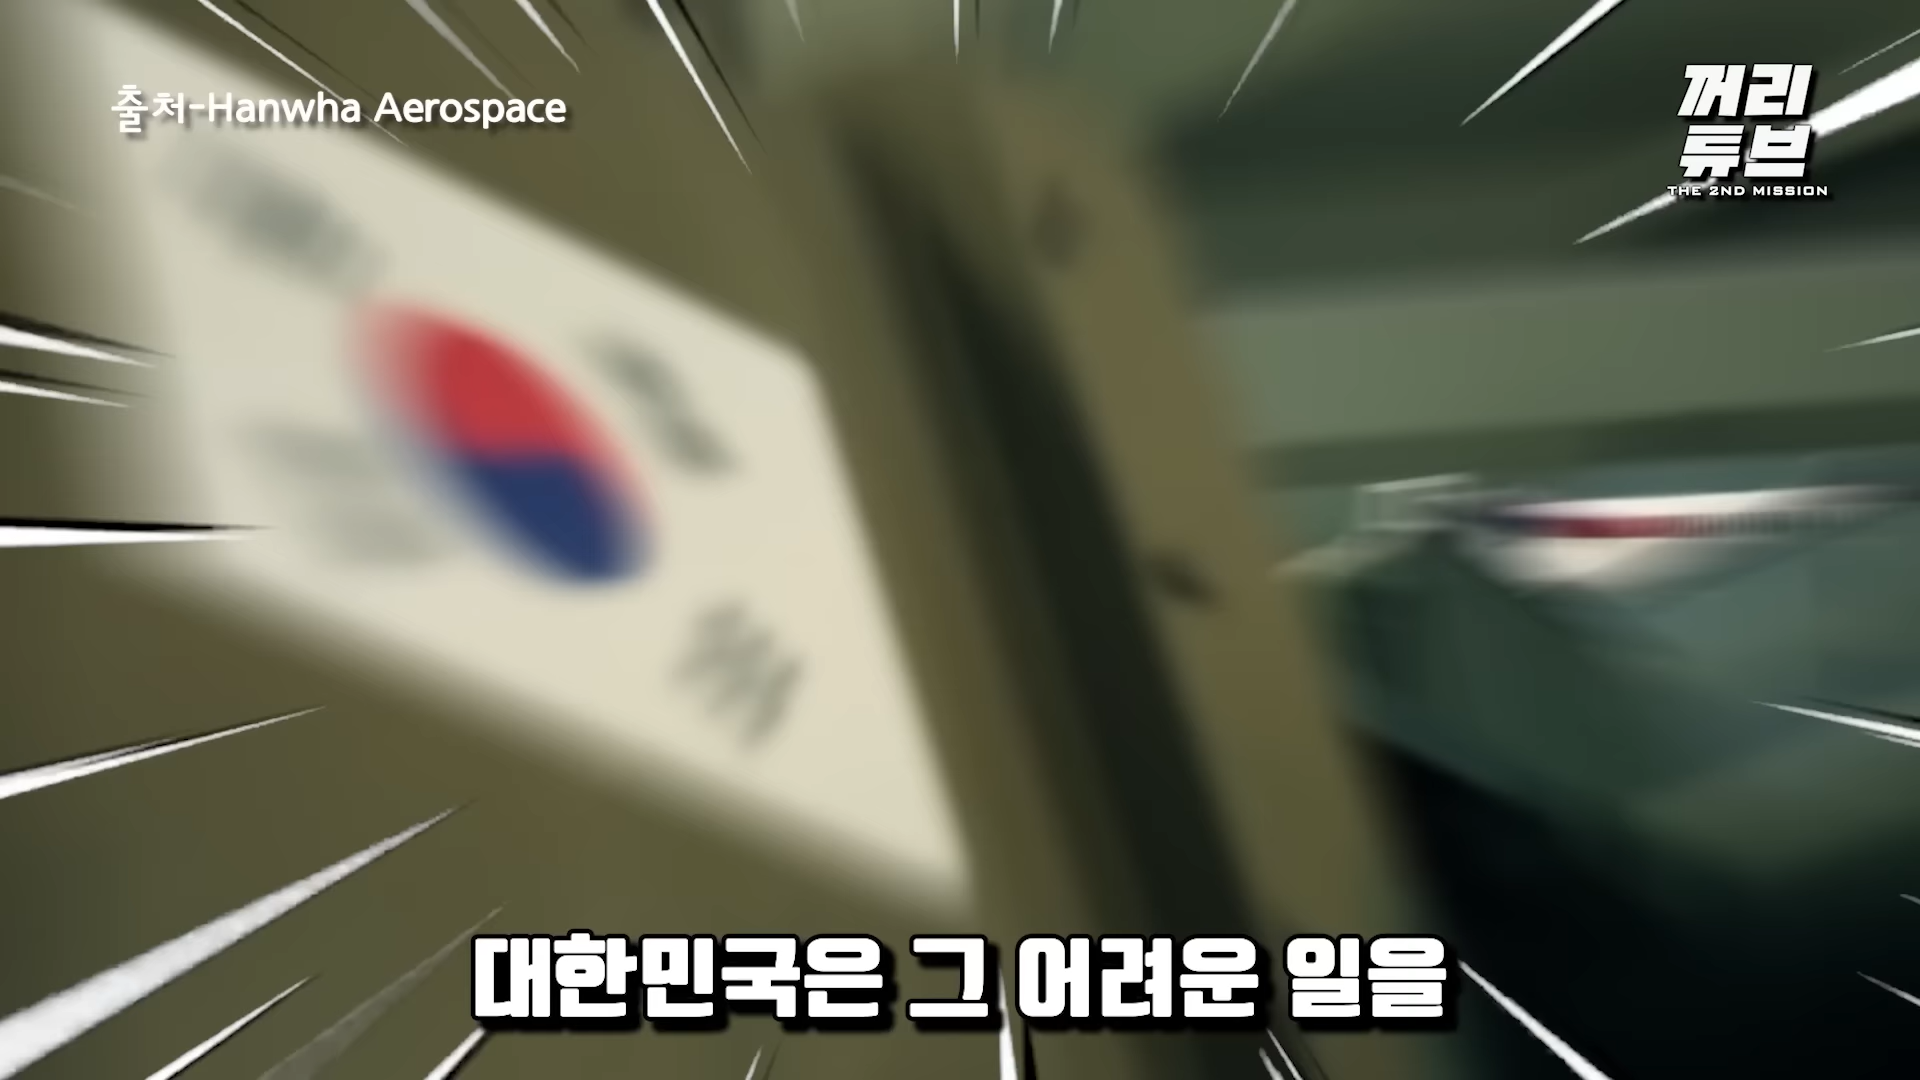 출처-Hanwha Aerospace
꺼리
튜브
THE 2ND MISSION
대한민국은 그 어려운 일을